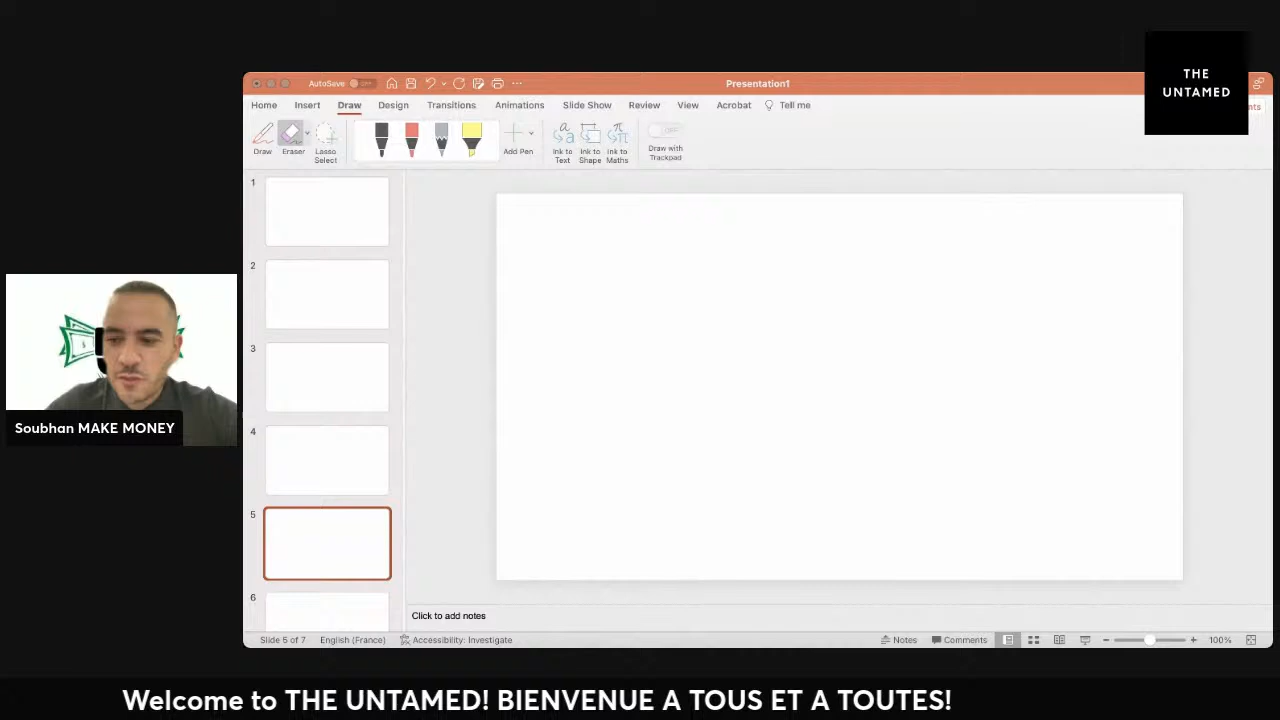 THE
UNTAMED
AutoSave OFF
Presentation1
Home Insert Draw Design Transitions Animations Slide Show Review View Acrobat Tell me
Draw Eraser Lasso Select Add Pen Ink to Text Ink to Shape Ink to Maths Draw with Trackpad
1
2
3
4
5
6
Soubhan MAKE MONEY
Click to add notes
Slide 5 of 7 English (France) Accessibility: Investigate Notes Comments 100%
Welcome to THE UNTAMED! BIENVENUE A TOUS ET A TOUTES!